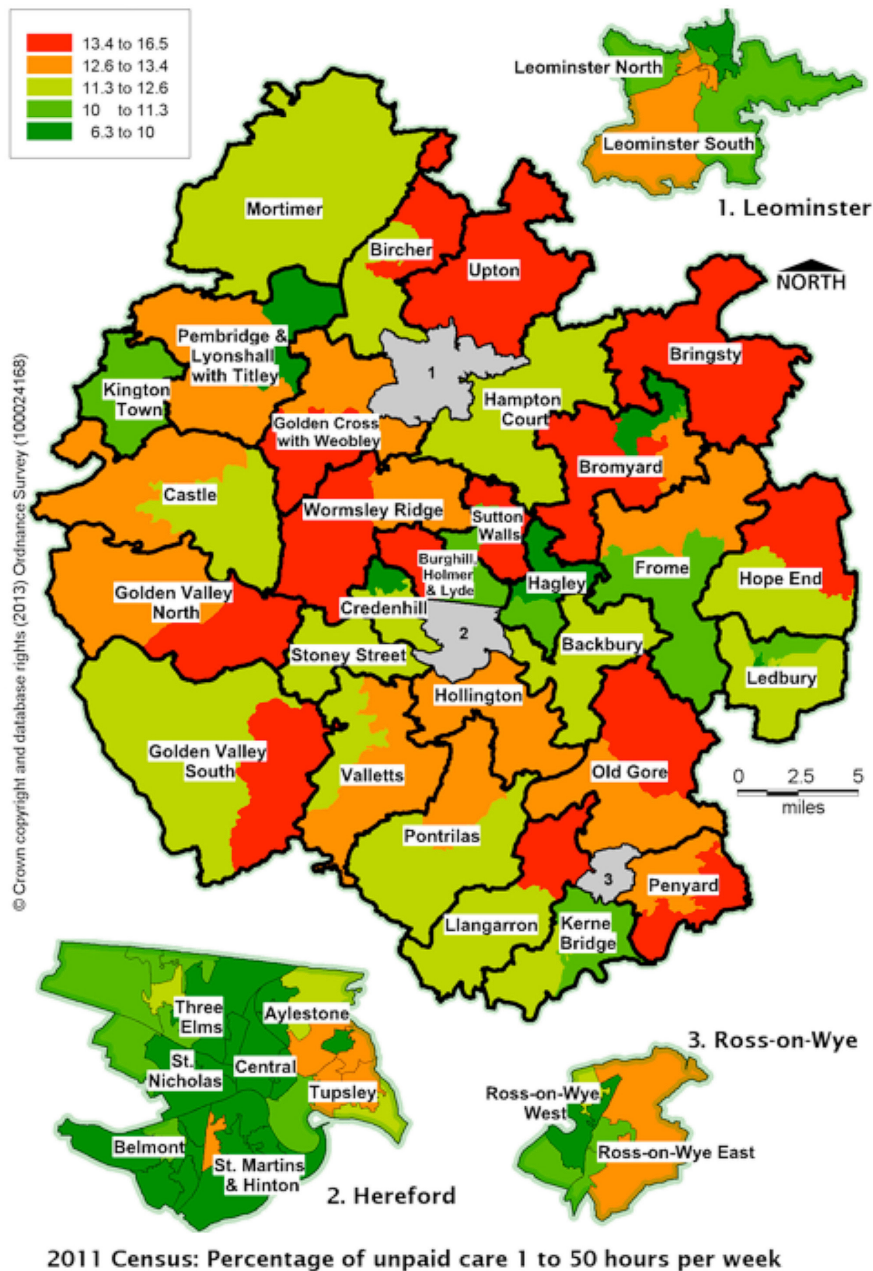 13.4 to 16.5
12.6 to 13.4
11.3 to 12.6
10 to 11.3
6.3 to 10
Leominster North
Leominster South
1. Leominster
NORTH
Mortimer
Bircher
Upton
Pembridge &
Lyonshall
with Titley
Kington
Town
1
Bringsty
Hampton
Court
Golden Cross
with Weobley
Bromyard
Castle
Wormsley Ridge
Sutton
Walls
Burghill,
Holmer
& Lyde
Hagley
Frome
Hope End
Golden Valley
North
Credenhill
2
Stoney Street
Backbury
Ledbury
Hollington
Golden Valley
South
Valletts
Old Gore
0 2.5 5
miles
Pontrilas
3
Penyard
Llangarron
Kerne
Bridge
© Crown copyright and database rights (2013) Ordnance Survey (100024168)
Three
Elms
Aylestone
St.
Nicholas
Central
Tupsley
Belmont
St. Martins
& Hinton
2. Hereford
3. Ross-on-Wye
Ross-on-Wye
West
Ross-on-Wye East
2011 Census: Percentage of unpaid care 1 to 50 hours per week